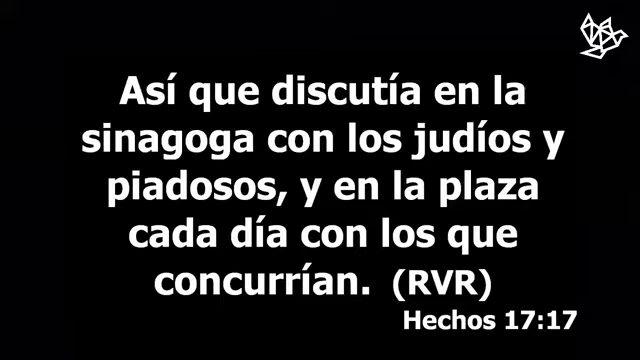 Así que discutía en la
sinagoga con los judíos y
piadosos, y en la plaza
cada día con los que
concurrían. (RVR)
Hechos 17:17